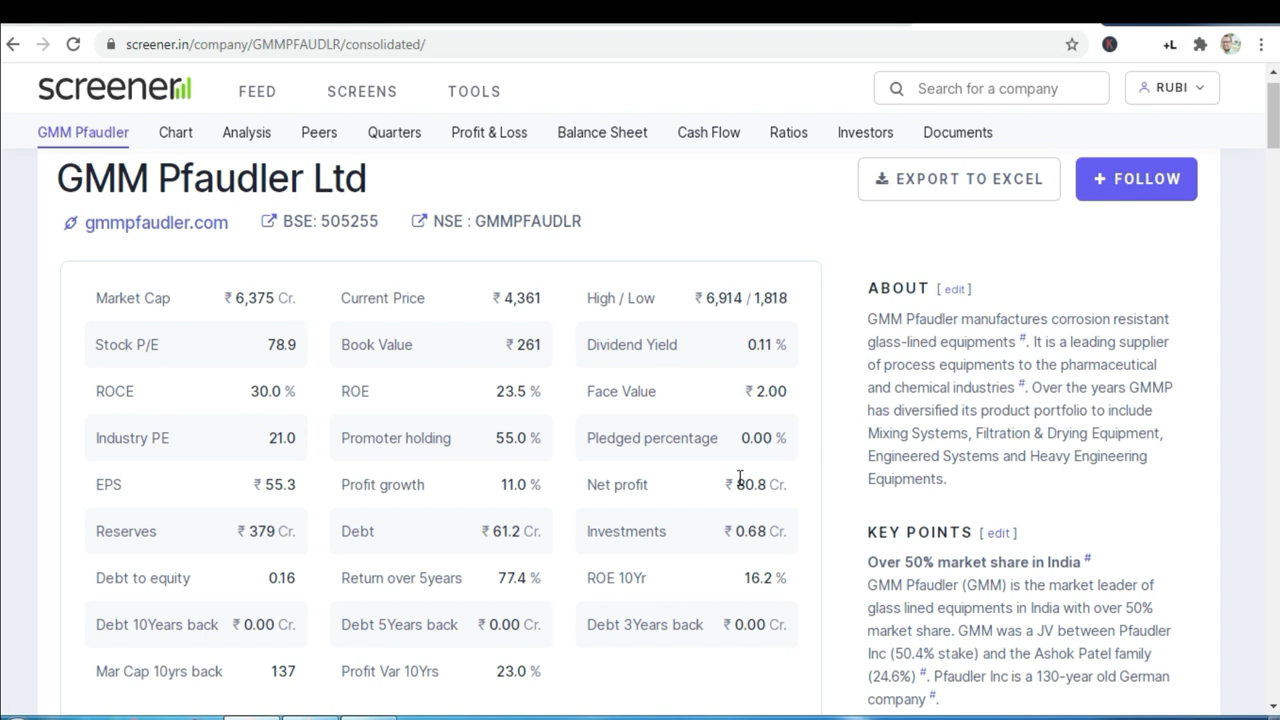 screener.in/company/GMMPFAUDLR/consolidated/
K +L
screener FEED SCREENS TOOLS Search for a company RUBI
GMM Pfaudler Chart Analysis Peers Quarters Profit & Loss Balance Sheet Cash Flow Ratios Investors Documents
GMM Pfaudler Ltd
EXPORT TO EXCEL + FOLLOW
gmmpfaudler.com BSE: 505255 NSE : GMMPFAUDLR
Market Cap ₹ 6,375 Cr. Current Price ₹ 4,361 High / Low ₹ 6,914 / 1,818
Stock P/E 78.9 Book Value ₹ 261 Dividend Yield 0.11 %
ROCE 30.0 % ROE 23.5 % Face Value ₹ 2.00
Industry PE 21.0 Promoter holding 55.0 % Pledged percentage 0.00 %
EPS ₹ 55.3 Profit growth 11.0 % Net profit ₹ 80.8 Cr.
Reserves ₹ 379 Cr. Debt ₹ 61.2 Cr. Investments ₹ 0.68 Cr.
Debt to equity 0.16 Return over 5years 77.4 % ROE 10Yr 16.2 %
Debt 10Years back ₹ 0.00 Cr. Debt 5Years back ₹ 0.00 Cr. Debt 3Years back ₹ 0.00 Cr.
Mar Cap 10yrs back 137 Profit Var 10Yrs 23.0 %
ABOUT [ edit ]
GMM Pfaudler manufactures corrosion resistant
glass-lined equipments #. It is a leading supplier
of process equipments to the pharmaceutical
and chemical industries #. Over the years GMMP
has diversified its product portfolio to include
Mixing Systems, Filtration & Drying Equipment,
Engineered Systems and Heavy Engineering
Equipments.
KEY POINTS [ edit ]
Over 50% market share in India #
GMM Pfaudler (GMM) is the market leader of
glass lined equipments in India with over 50%
market share. GMM was a JV between Pfaudler
Inc (50.4% stake) and the Ashok Patel family
(24.6%) #. Pfaudler Inc is a 130-year old German
company #.